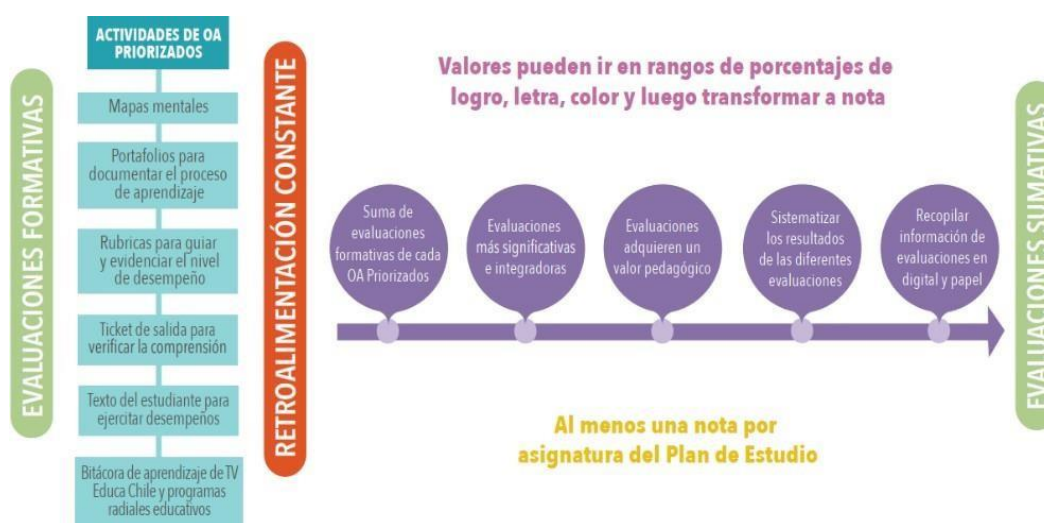 EVALUACIONES FORMATIVAS
ACTIVIDADES DE OA
PRIORIZADOS
Mapas mentales
Portafolios para
documentar el proceso
de aprendizaje
Rubricas para guiar
y evidenciar el nivel
de desempeño
Ticket de salida para
verificar la comprensión
Texto del estudiante para
ejercitar desempeños
Bitácora de aprendizaje de TV
Educa Chile y programas
radiales educativos
RETROALIMENTACIÓN CONSTANTE
Valores pueden ir en rangos de porcentajes de
logro, letra, color y luego transformar a nota
Suma de
evaluaciones
formativas de cada
OA Priorizados
Evaluaciones
más significativas
e integradoras
Evaluaciones
adquieren un
valor pedagógico
Sistematizar
los resultados
de las diferentes
evaluaciones
Recopilar
información de
evaluaciones en
digital y papel
Al menos una nota por
asignatura del Plan de Estudio
EVALUACIONES SUMATIVAS